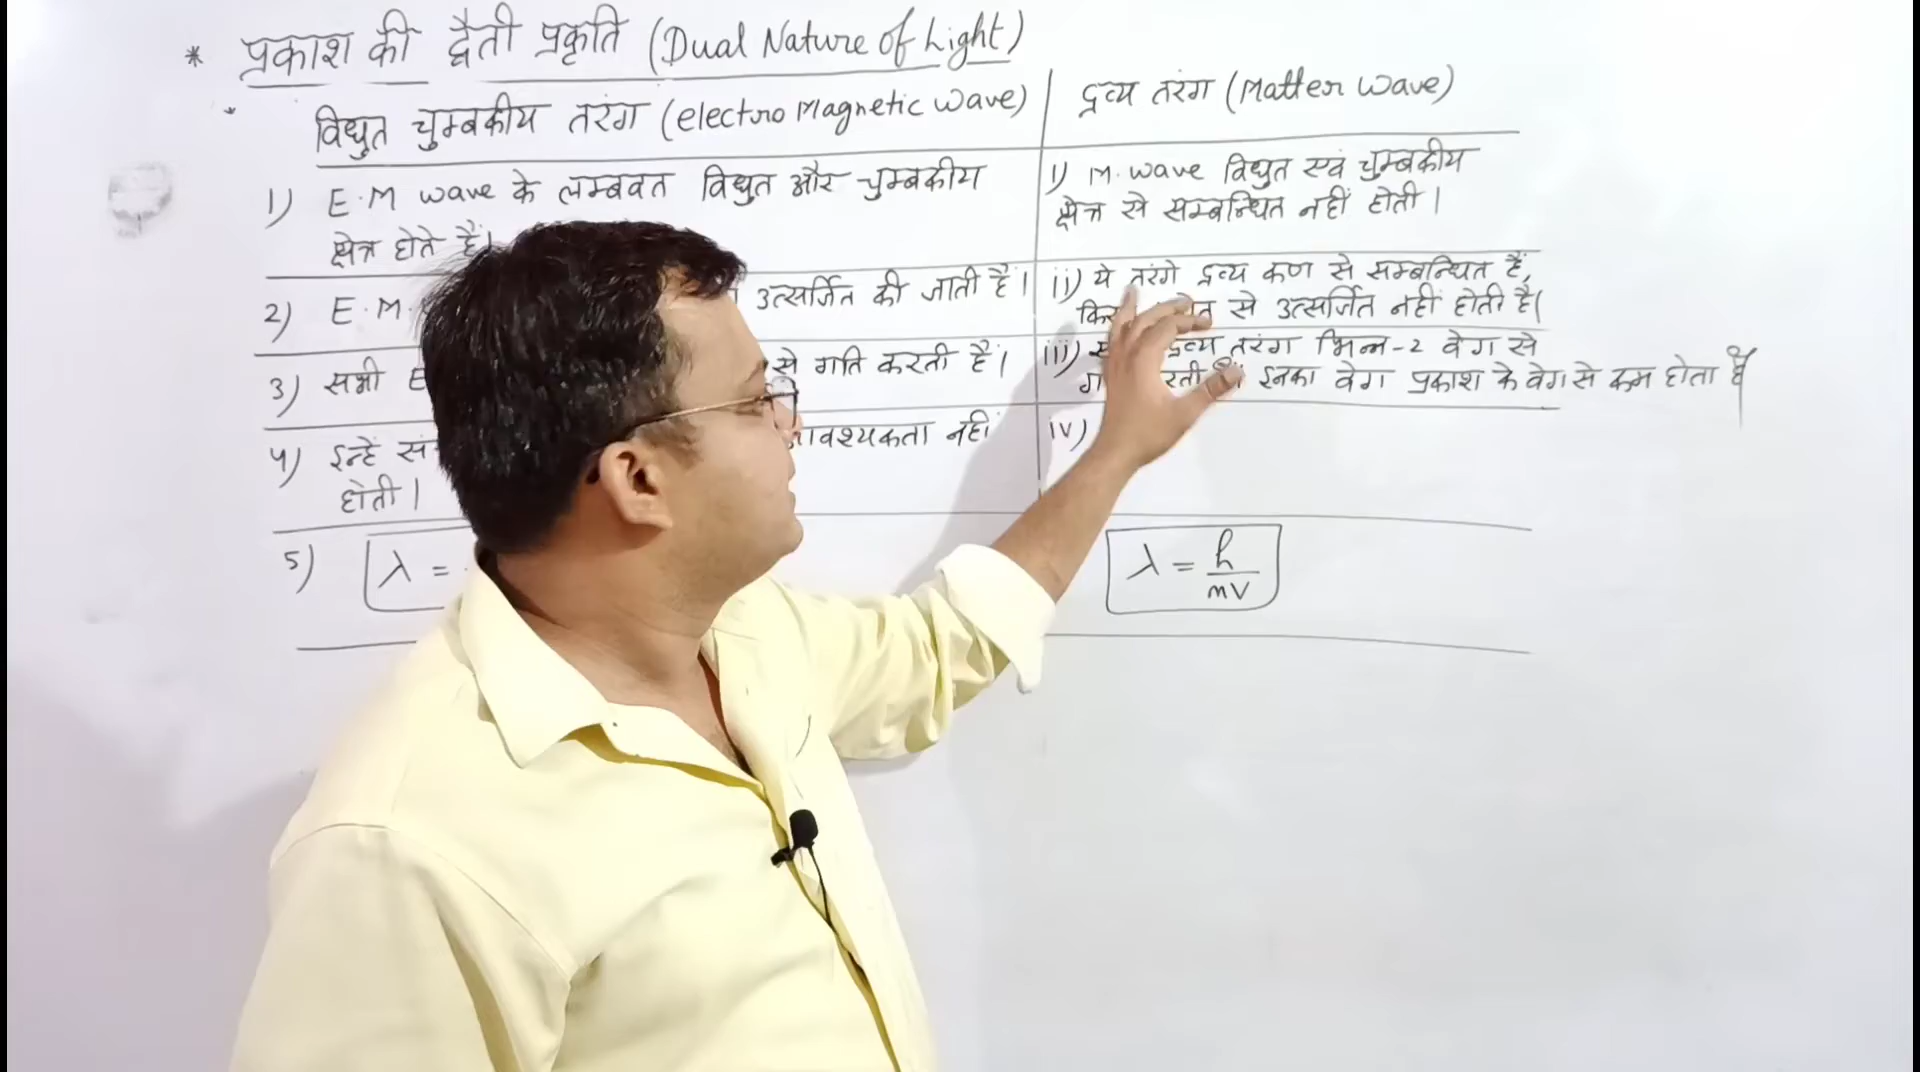 * प्रकाश की द्वैती प्रकृति (Dual Nature of Light)
* विधुत चुम्बकीय तरंग (electro Magnetic Wave)
1) E.M wave के लम्बवत विधुत और चुम्बकीय
क्षेत्र होते हैं।
2) E.M. उत्सर्जित की जाती है।
3) सभी E से गति करती हैं।
4) इन्हें आवश्यकता नहीं
होती।
5) λ =
द्रव्य तरंग (Matter Wave)
i) M. wave विधुत एवं चुम्बकीय
क्षेत्र से सम्बन्धित नहीं होती।
ii) ये तरंगे द्रव्य कण से सम्बन्धित हैं,
से उत्सर्जित नहीं होती है।
iii) द्रव्य तरंग भिन्न-2 वेग से
इनका वेग प्रकाश के वेग से कम होता है
iv)
λ = h/mv